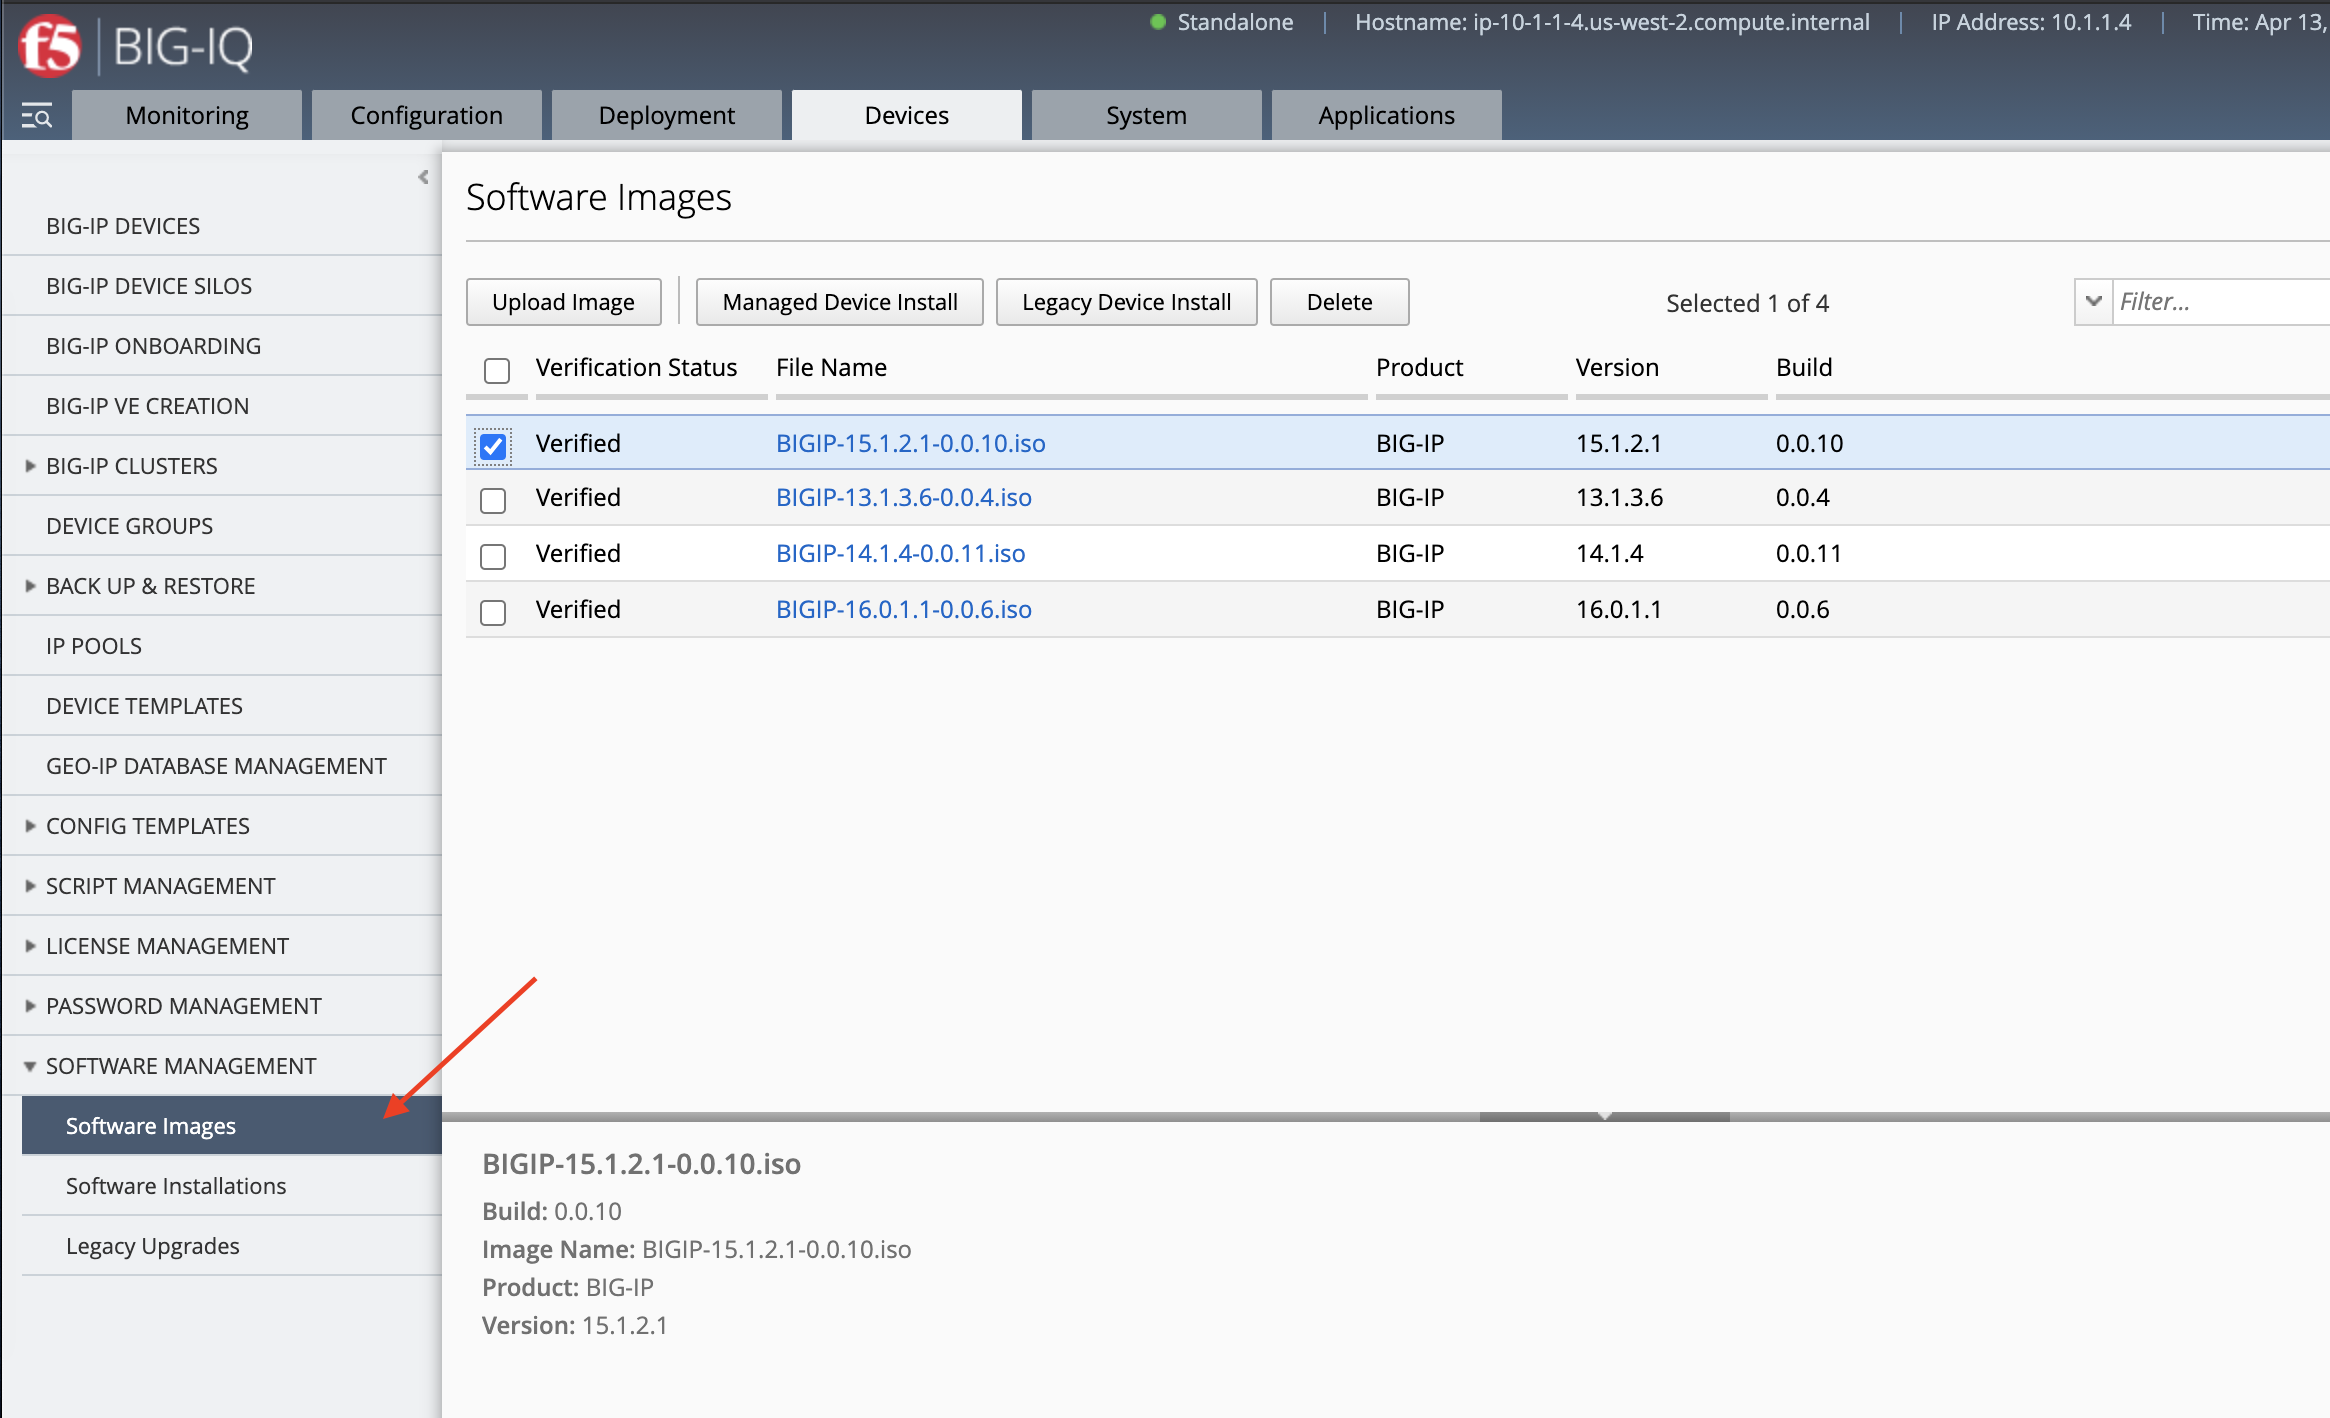 f5 BIG-IQ
Standalone | Hostname: ip-10-1-1-4.us-west-2.compute.internal | IP Address: 10.1.1.4 | Time: Apr 13,
Monitoring Configuration Deployment Devices System Applications
BIG-IP DEVICES
BIG-IP DEVICE SILOS
BIG-IP ONBOARDING
BIG-IP VE CREATION
BIG-IP CLUSTERS
DEVICE GROUPS
BACK UP & RESTORE
IP POOLS
DEVICE TEMPLATES
GEO-IP DATABASE MANAGEMENT
CONFIG TEMPLATES
SCRIPT MANAGEMENT
LICENSE MANAGEMENT
PASSWORD MANAGEMENT
SOFTWARE MANAGEMENT
Software Images
Software Installations
Legacy Upgrades
Software Images
Upload Image Managed Device Install Legacy Device Install Delete Selected 1 of 4 Filter...
Verification Status File Name Product Version Build
Verified BIGIP-15.1.2.1-0.0.10.iso BIG-IP 15.1.2.1 0.0.10
Verified BIGIP-13.1.3.6-0.0.4.iso BIG-IP 13.1.3.6 0.0.4
Verified BIGIP-14.1.4-0.0.11.iso BIG-IP 14.1.4 0.0.11
Verified BIGIP-16.0.1.1-0.0.6.iso BIG-IP 16.0.1.1 0.0.6
BIGIP-15.1.2.1-0.0.10.iso
Build: 0.0.10
Image Name: BIGIP-15.1.2.1-0.0.10.iso
Product: BIG-IP
Version: 15.1.2.1